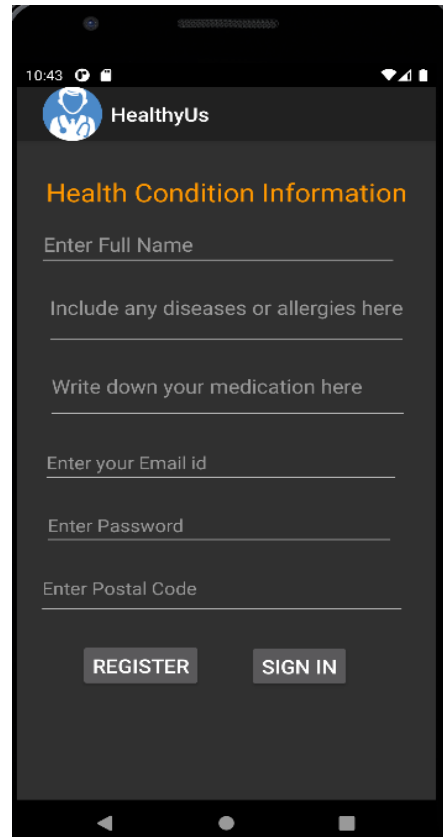 10:43
HealthyUs
Health Condition Information
Enter Full Name
Include any diseases or allergies here
Write down your medication here
Enter your Email id
Enter Password
Enter Postal Code
REGISTER SIGN IN